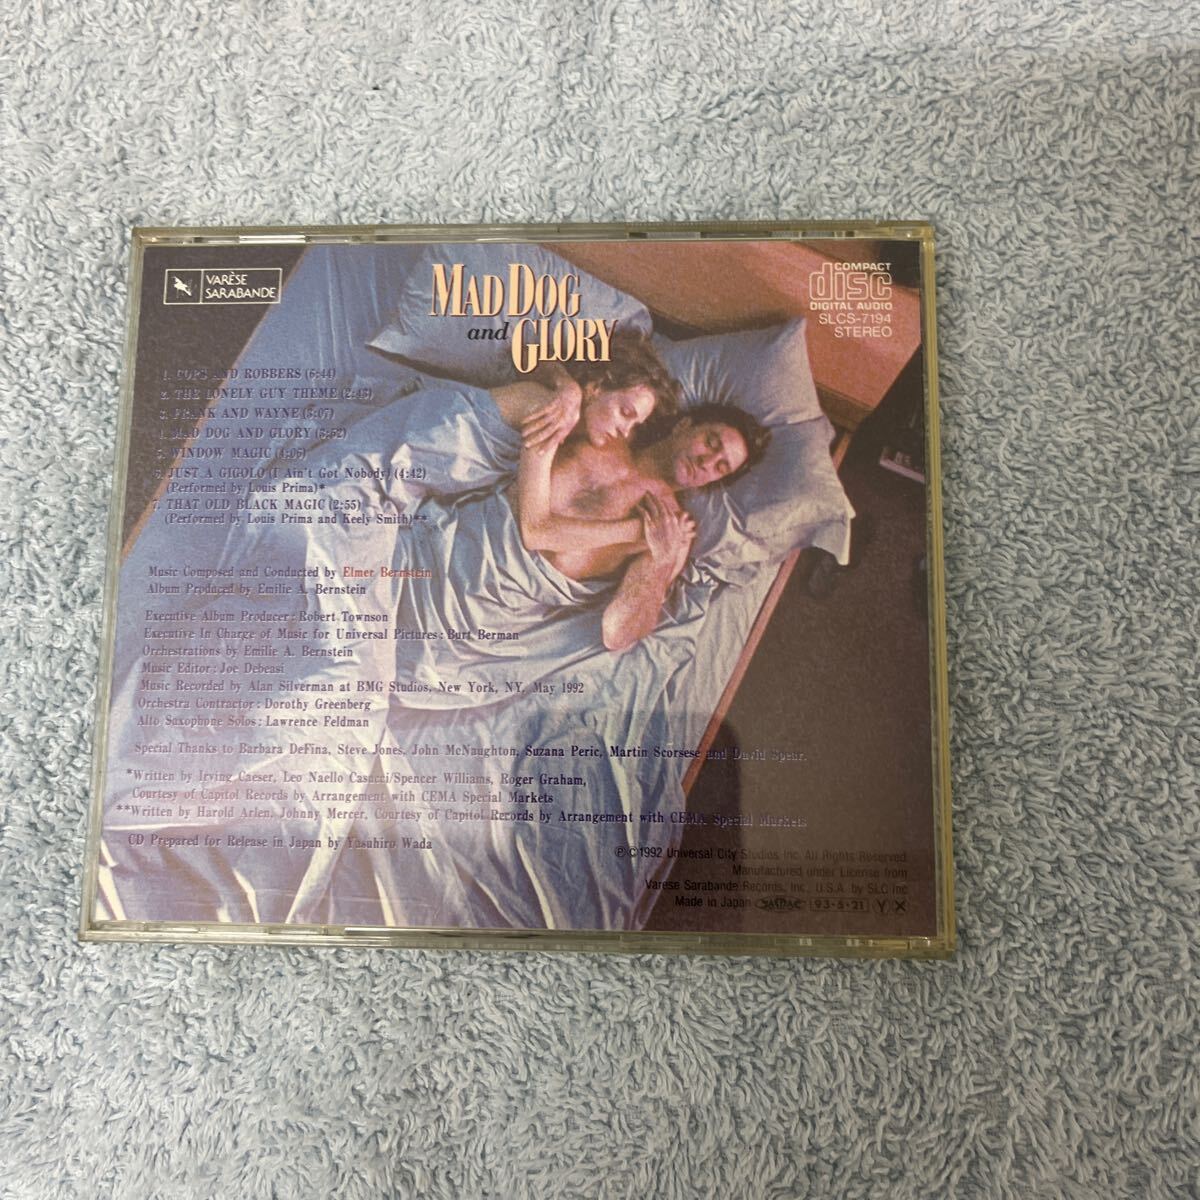 VARÈSE
SARABANDE
MAD DOG
and GLORY
COMPACT
disc
DIGITAL AUDIO
SLCS-7194
STEREO
1. COPS AND ROBBERS (6:44)
2. THE LONELY GUY THEME (2:43)
3. FRANK AND WAYNE (3:07)
4. MAD DOG AND GLORY (3:52)
5. WINDOW MAGIC (4:06)
6. JUST A GIGOLO (I Ain't Got Nobody) (4:42)
(Performed by Louis Prima)*
7. THAT OLD BLACK MAGIC (2:55)
(Performed by Louis Prima and Keely Smith)**
Music Composed and Conducted by Elmer Bernstein
Album Produced by Emilie A. Bernstein
Executive Album Producer: Robert Townson
Executive In Charge of Music for Universal Pictures: Burt Berman
Orchestrations by Emilie A. Bernstein
Music Editor: Joe Debeasi
Music Recorded by Alan Silverman at BMG Studios, New York, NY, May 1992
Orchestra Contractor: Dorothy Greenberg
Alto Saxophone Solos: Lawrence Feldman
Special Thanks to Barbara DeFina, Steve Jones, John McNaughton, Suzana Peric, Martin Scorsese and David Spear.
*Written by Irving Caeser, Leo Naello Casucci/Spencer Williams, Roger Graham,
Courtesy of Capitol Records by Arrangement with CEMA Special Markets
**Written by Harold Arlen, Johnny Mercer, Courtesy of Capitol Records by Arrangement with CEMA Special Markets
CD Prepared for Release in Japan by Yasuhiro Wada
℗©1992 Universal City Studios Inc. All Rights Reserved.
Manufactured under License from
Varese Sarabande Records, Inc., U.S.A. by SLC Inc
Made in Japan JASRAC 93·5·21 Y X